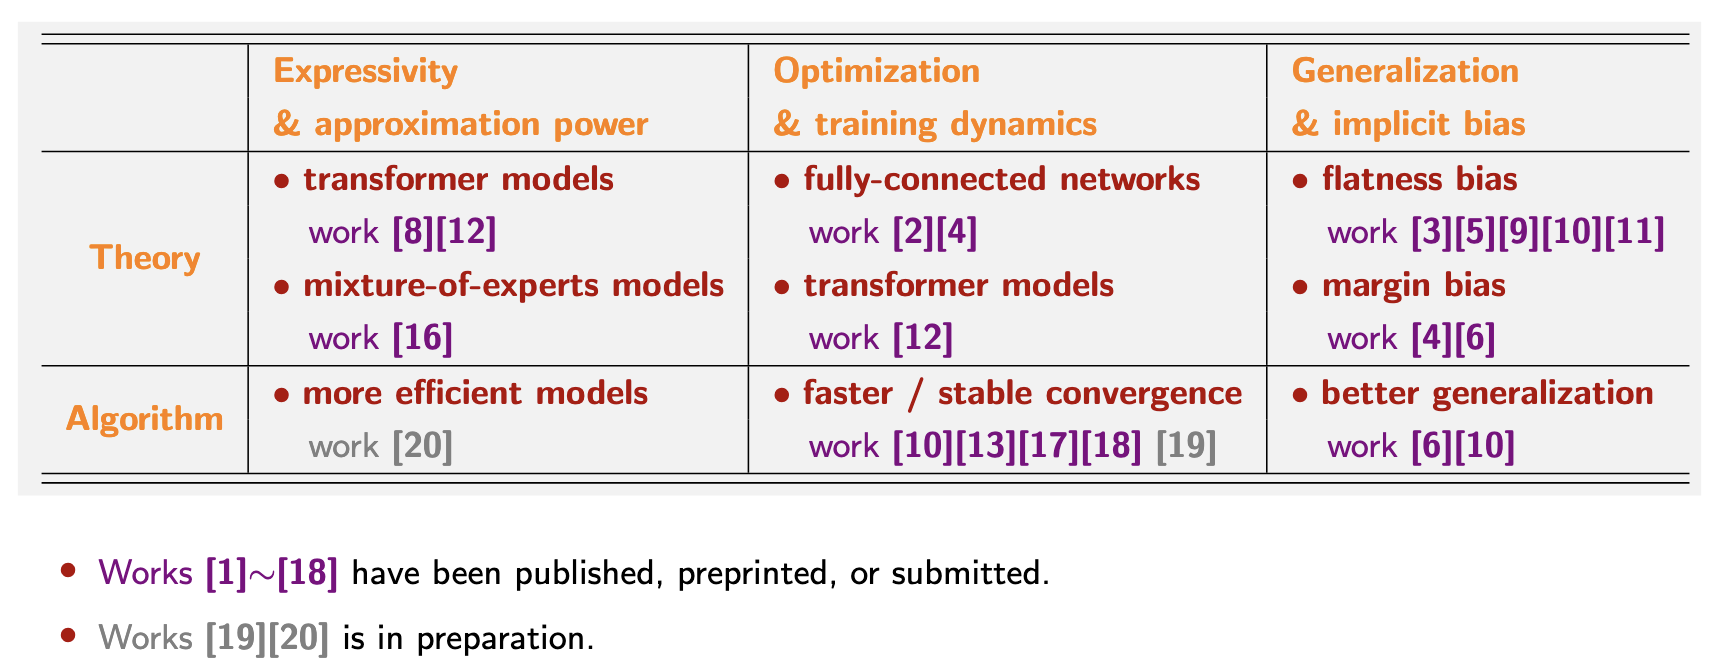 Expressivity
& approximation power
Optimization
& training dynamics
Generalization
& implicit bias
Theory
• transformer models
work [8][12]
• mixture-of-experts models
work [16]
• fully-connected networks
work [2][4]
• transformer models
work [12]
• flatness bias
work [3][5][9][10][11]
• margin bias
work [4][6]
Algorithm
• more efficient models
work [20]
• faster / stable convergence
work [10][13][17][18] [19]
• better generalization
work [6][10]
• Works [1]~[18] have been published, preprinted, or submitted.
• Works [19][20] is in preparation.